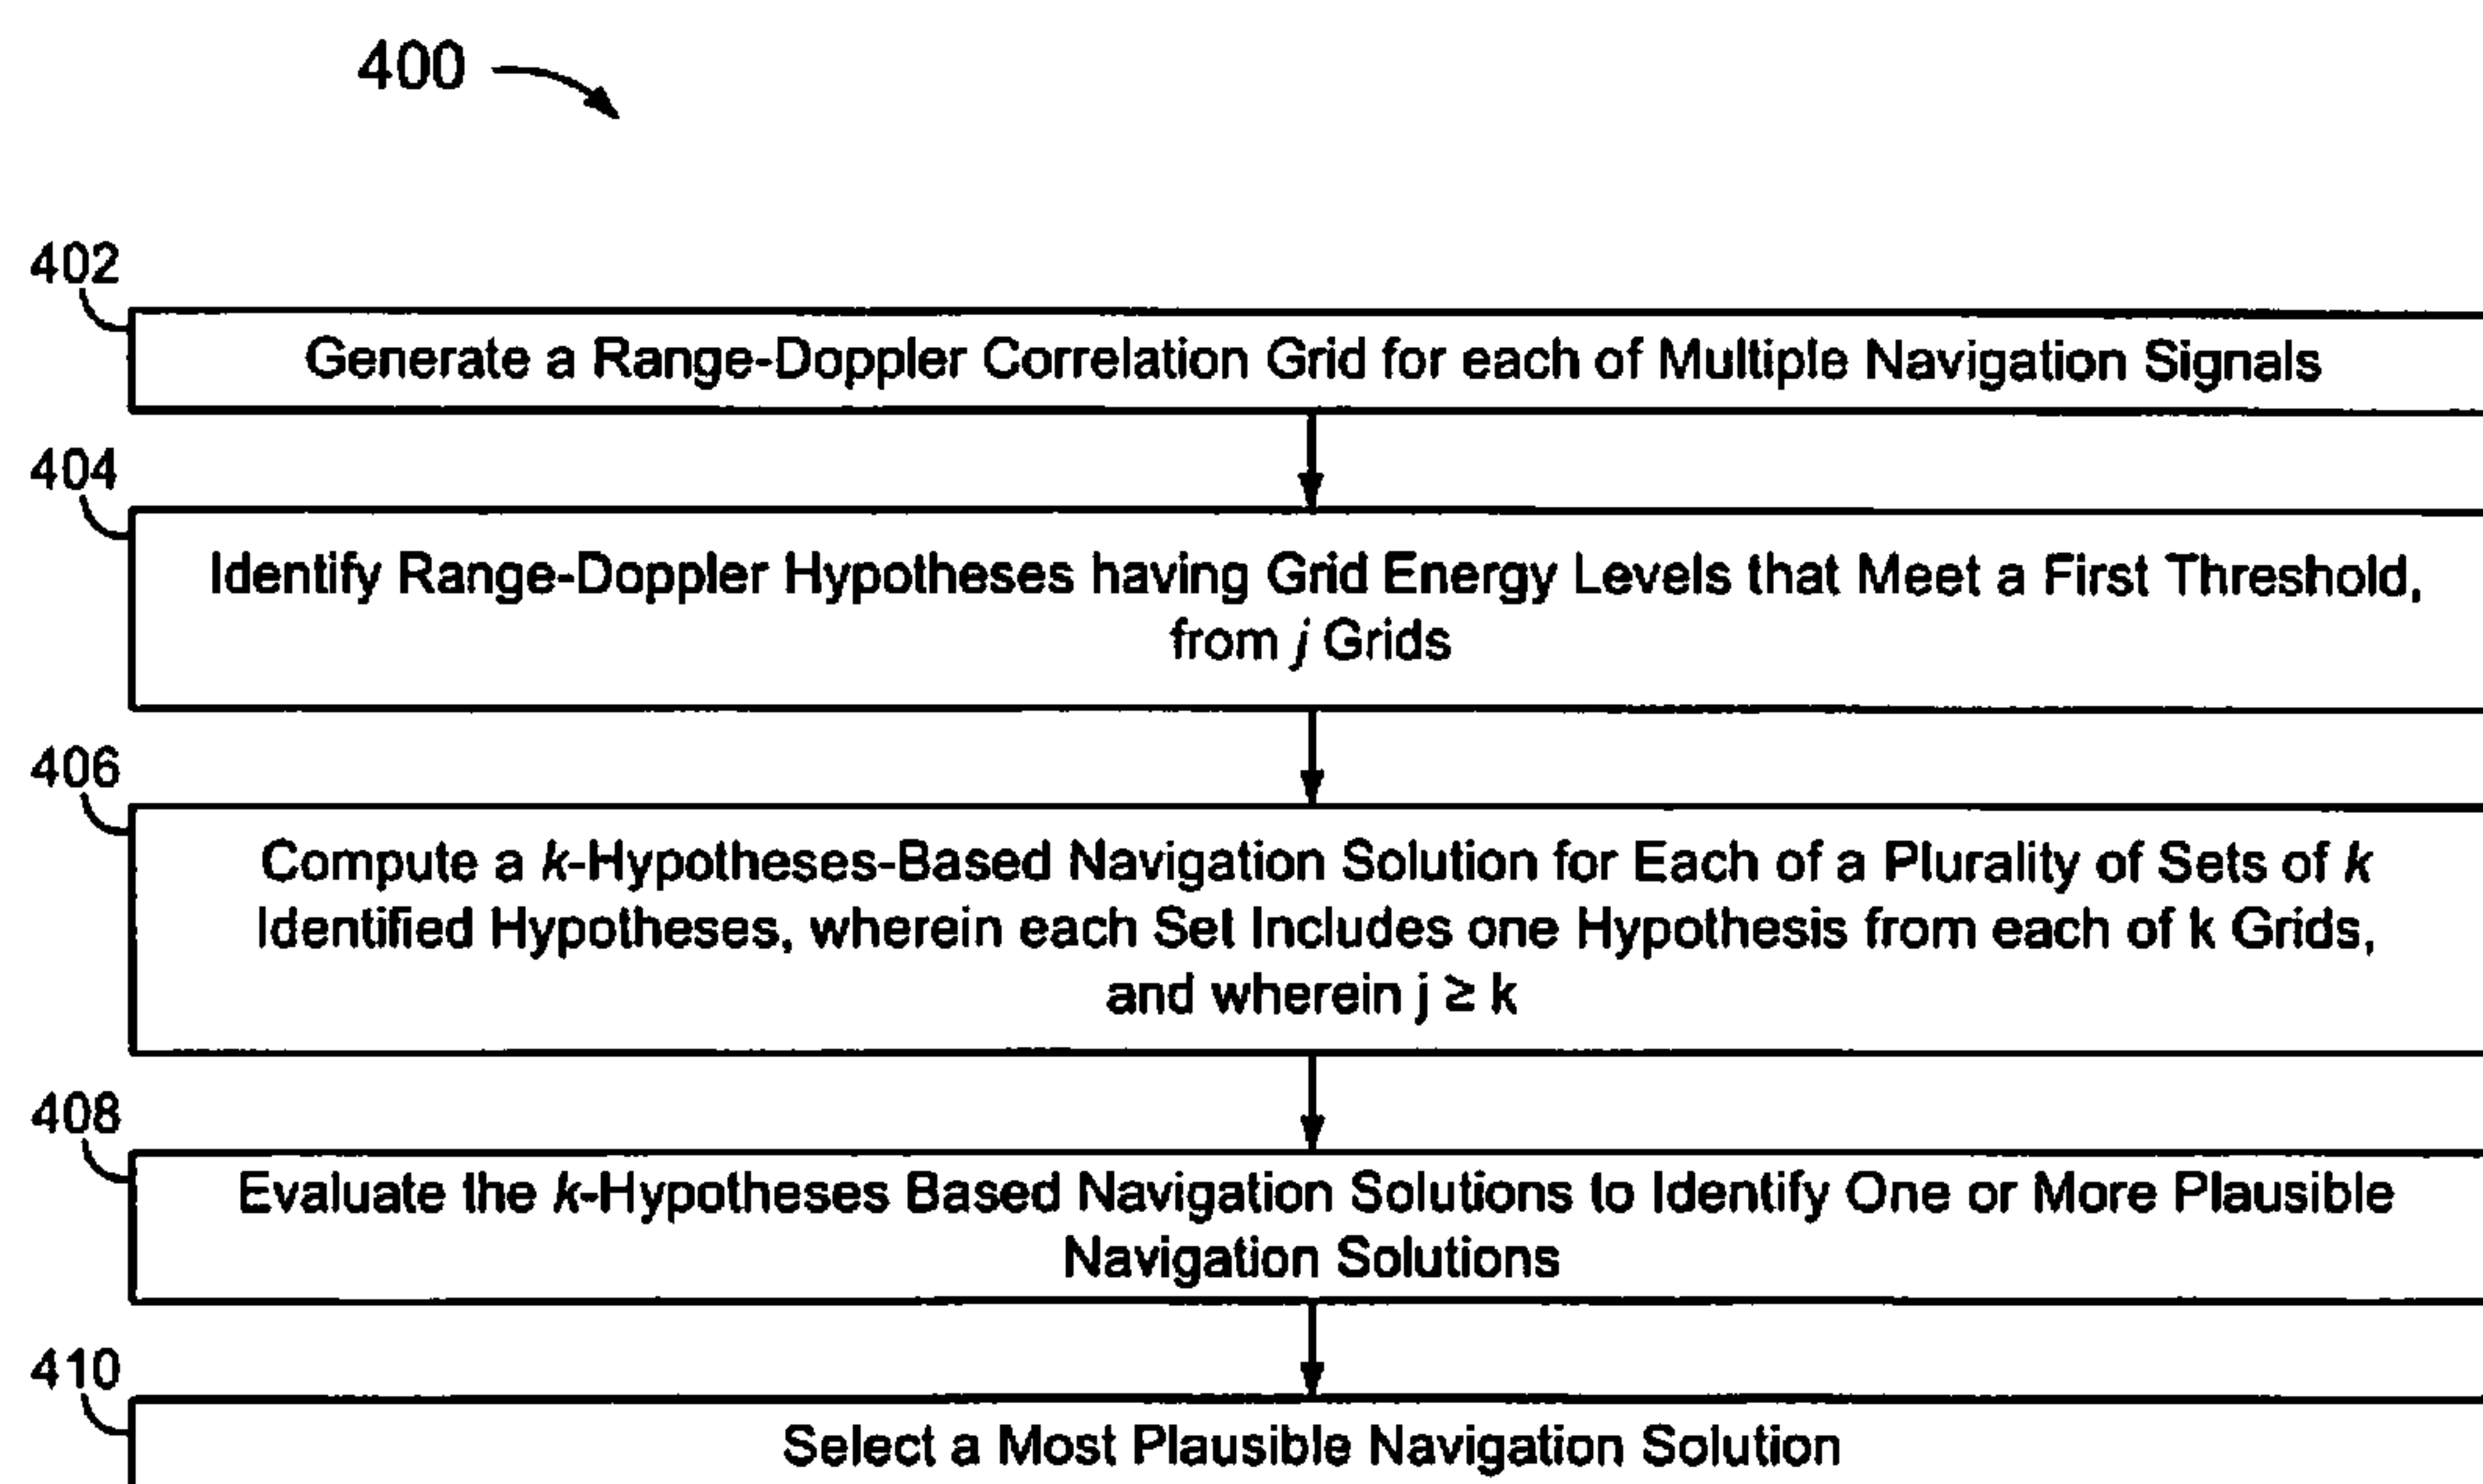 400
402
Generate a Range-Doppler Correlation Grid for each of Multiple Navigation Signals
404
Identify Range-Doppler Hypotheses having Grid Energy Levels that Meet a First Threshold,
from j Grids
406
Compute a k-Hypotheses-Based Navigation Solution for Each of a Plurality of Sets of k
Identified Hypotheses, wherein each Set Includes one Hypothesis from each of k Grids,
and wherein j ≥ k
408
Evaluate the k-Hypotheses Based Navigation Solutions to Identify One or More Plausible
Navigation Solutions
410
Select a Most Plausible Navigation Solution